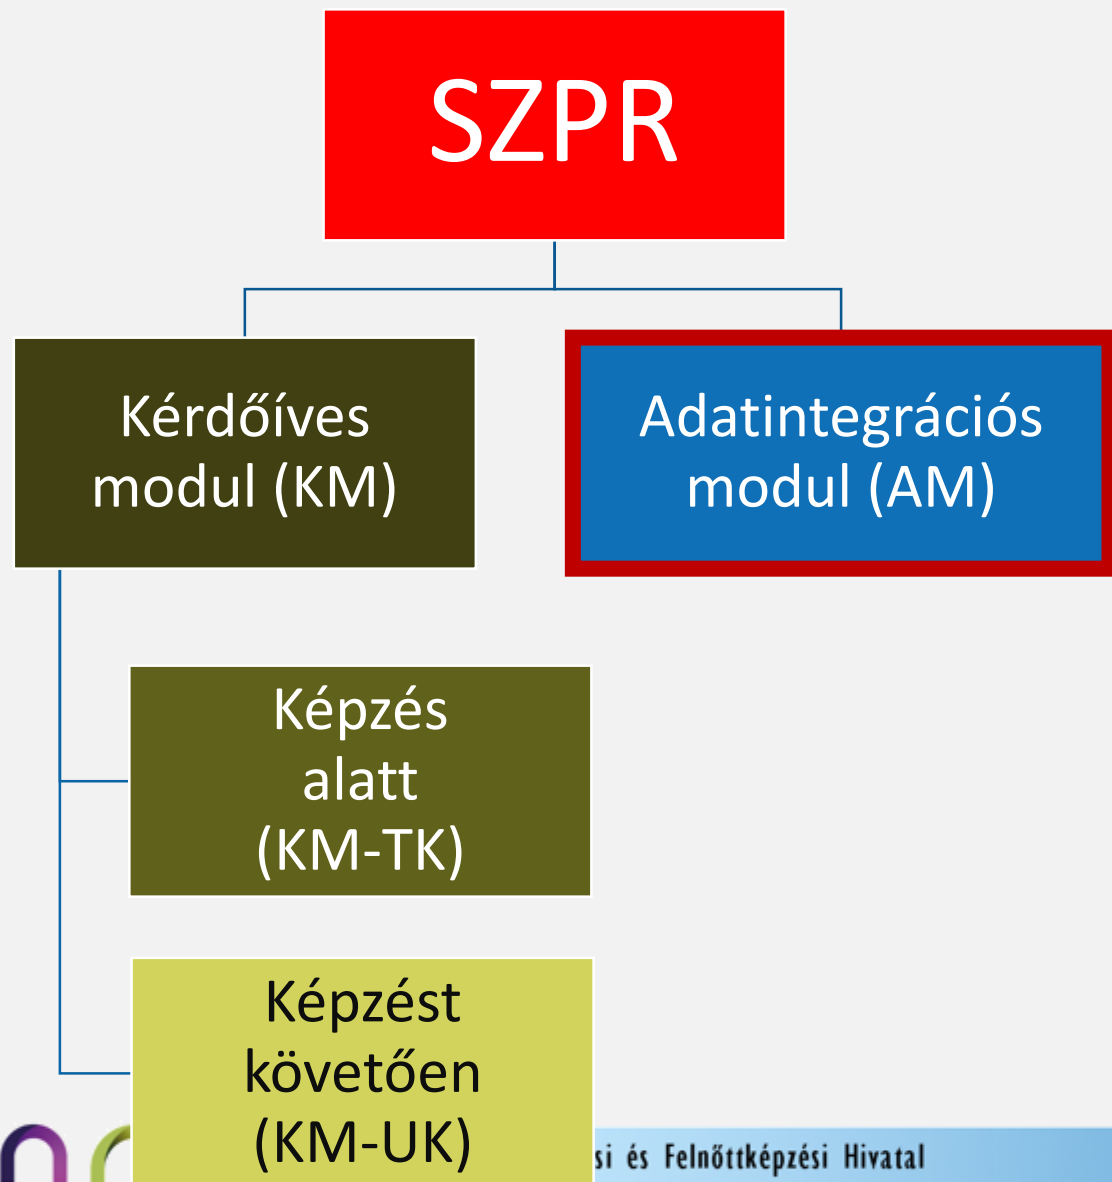 SZPR
Kérdőíves
modul (KM)
Adatintegrációs
modul (AM)
Képzés
alatt
(KM-TK)
Képzést
követően
(KM-UK)
és Felnőttképzési Hivatal